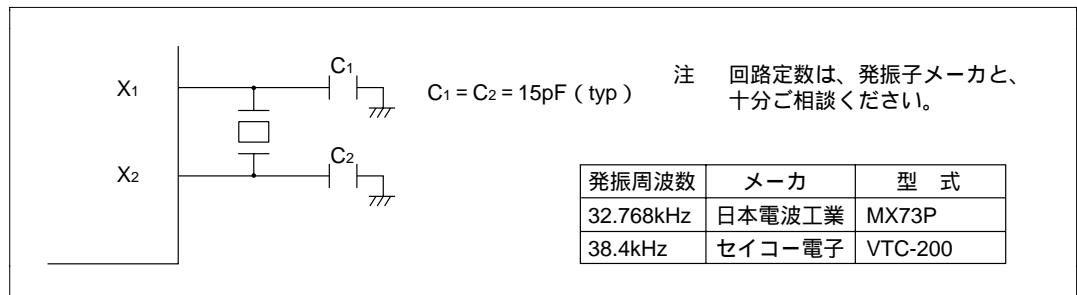 X1
C1
C1 = C2 = 15pF ( typ )
注 回路定数は、発振子メーカと、
十分ご相談ください。
X2
C2
発振周波数 メーカ 型 式
32.768kHz 日本電波工業 MX73P
38.4kHz セイコー電子 VTC-200